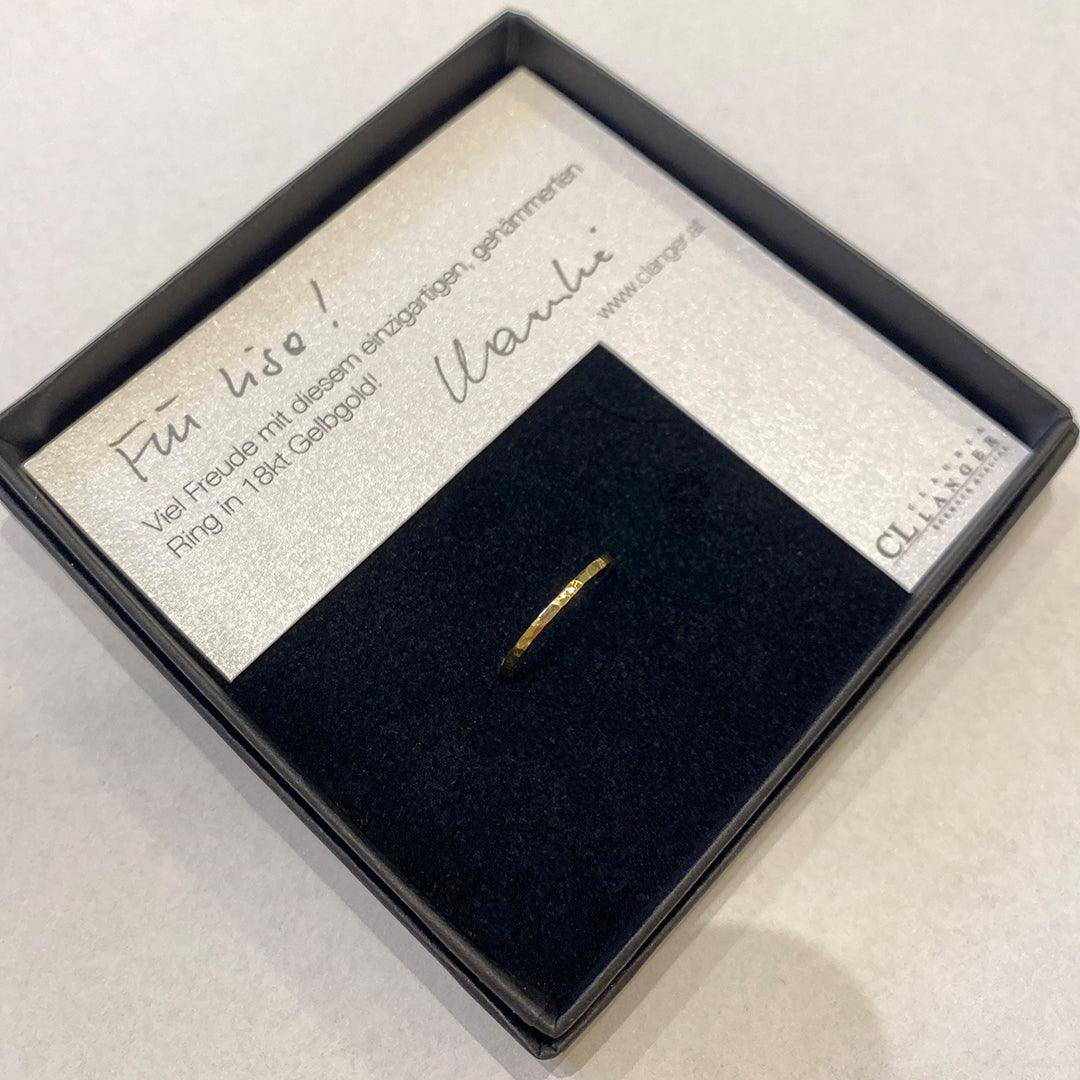 Für Lisa!
Viel Freude mit diesem einzigartigen, gehämmerten
Ring in 18kt Gelbgold!
www.clanger.at
CL LANGER